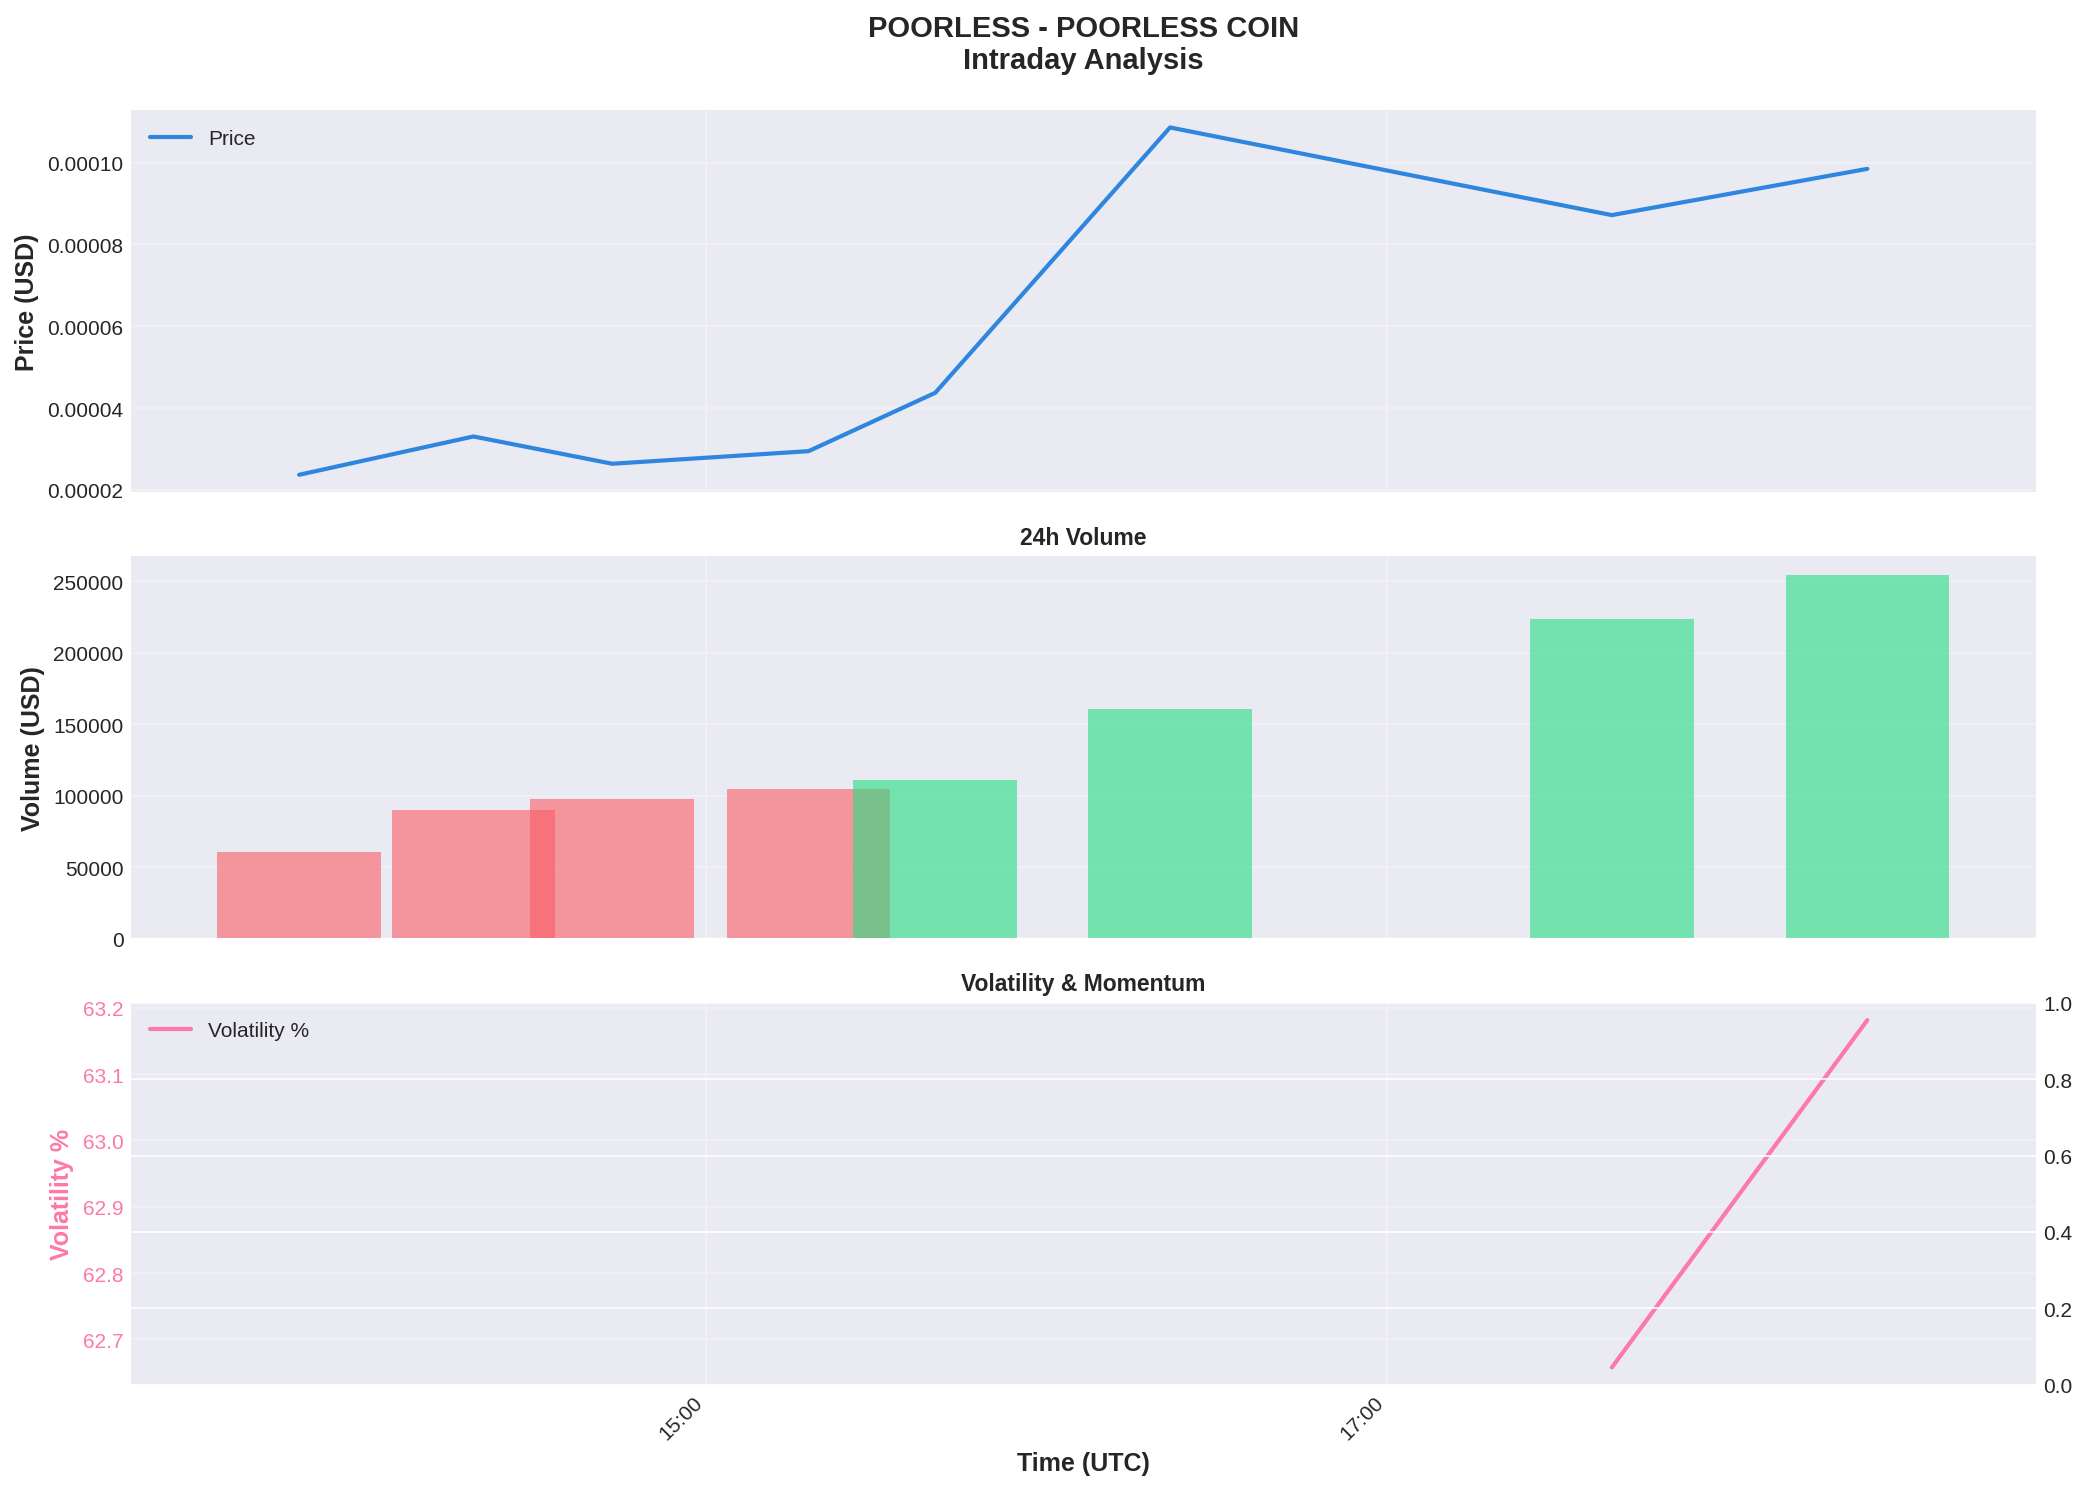 POORLESS - POORLESS COIN
Intraday Analysis
Price
Price (USD)
0.00010
0.00008
0.00006
0.00004
0.00002
24h Volume
Volume (USD)
250000
200000
150000
100000
50000
0
Volatility & Momentum
Volatility %
Volatility %
63.2
63.1
63.0
62.9
62.8
62.7
1.0
0.8
0.6
0.4
0.2
0.0
15:00
17:00
Time (UTC)